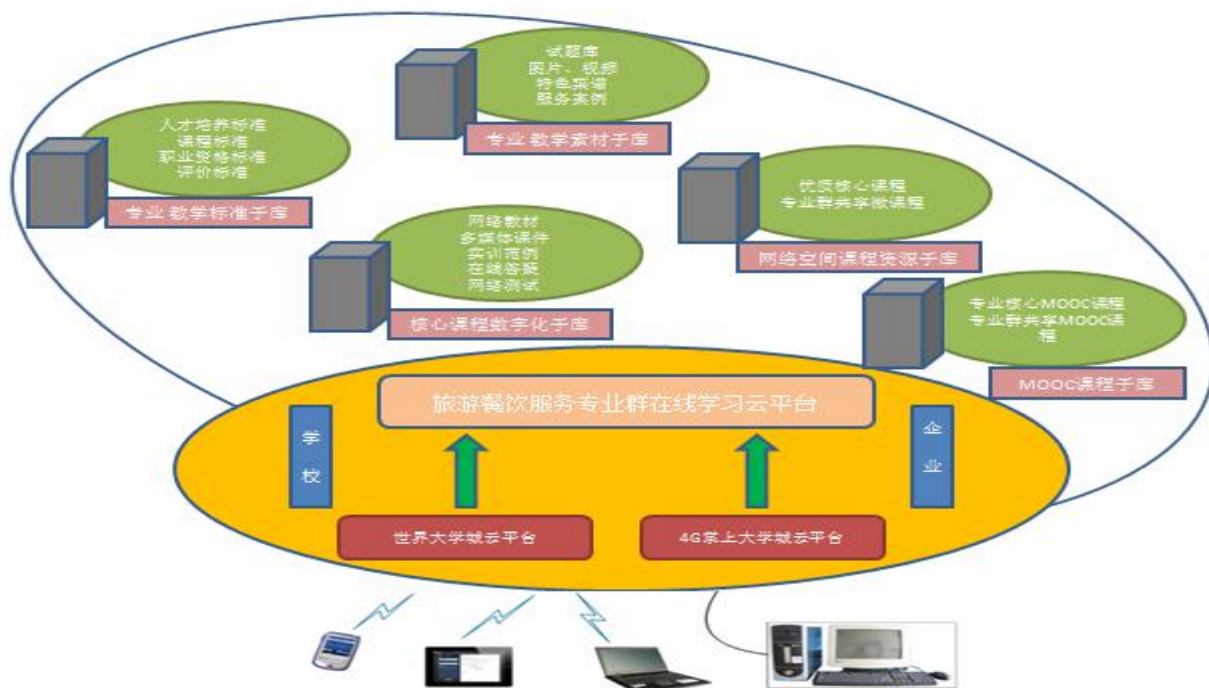 试题库
图片、视频
特色菜谱
服务案例
专业 教学素材子库
人才培养标准
课程标准
职业资格标准
评价标准
专业 教学标准子库
优质核心课程
专业群共享微课程
网络空间课程资源子库
网络教材
多媒体课件
实训范例
在线答疑
网络测试
核心课程数字化子库
专业核心MOOC课程
专业群共享MOOC课
程
MOOC课程子库
旅游餐饮服务专业群在线学习云平台
学
校
企
业
世界大学城云平台
4G掌上大学城云平台